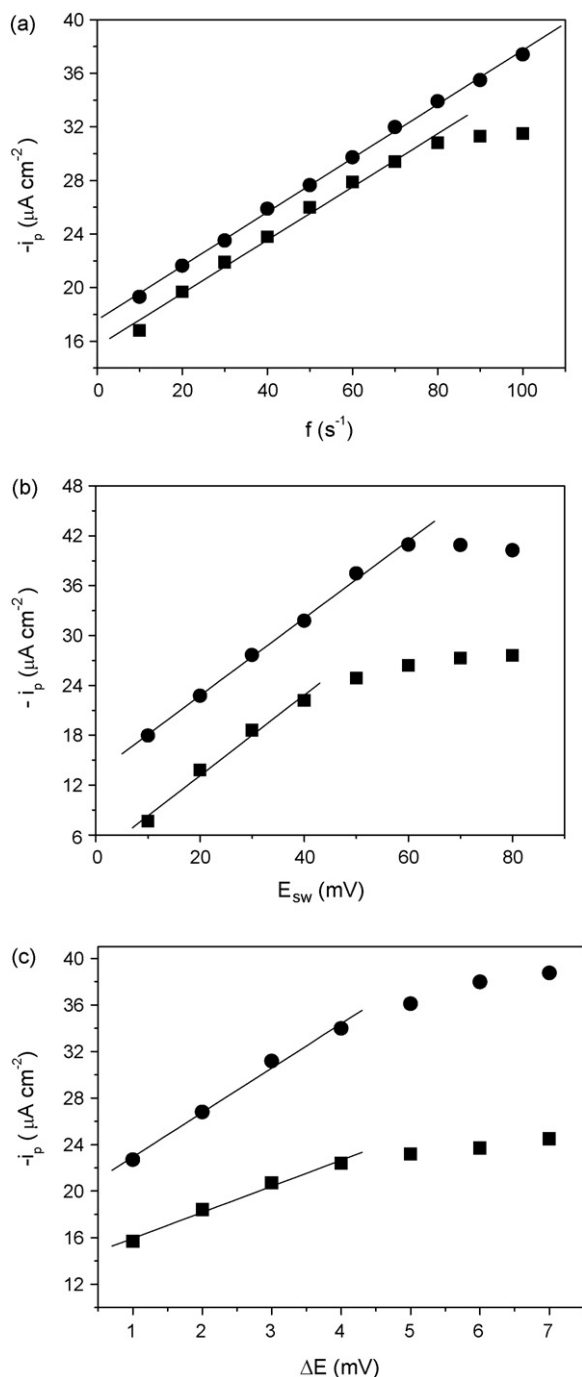 (a)
40
36
32
28
24
20
16
-i_p (μA cm⁻²)
0 20 40 60 80 100
f (s⁻¹)
(b)
48
42
36
30
24
18
12
6
- i_p (μA cm⁻²)
0 20 40 60 80
E_sw (mV)
(c)
40
36
32
28
24
20
16
12
-i_p ( μA cm⁻²)
1 2 3 4 5 6 7
ΔE (mV)